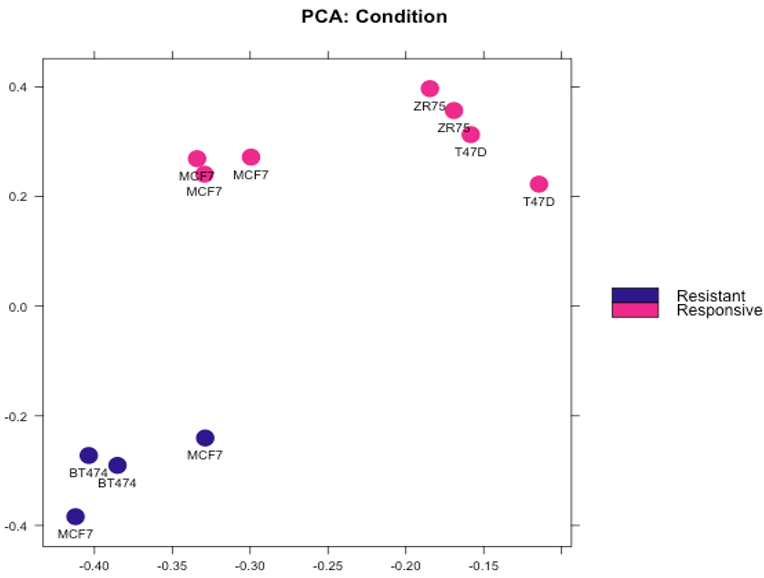 PCA: Condition
0.4
ZR75
ZR75
T47D
MCF7
MCF7
MCF7
0.2
T47D
Resistant
0.0
Responsive
-0.2
MCF7
BT474
BT474
-0.4
MCF7
-0.40 -0.35 -0.30 -0.25 -0.20 -0.15